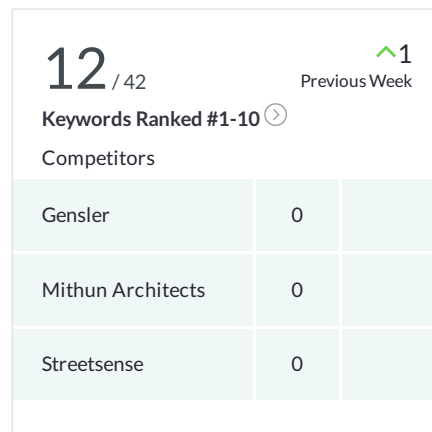 12 / 42
1
Previous Week
Keywords Ranked #1-10
Competitors
Gensler 0
Mithun Architects 0
Streetsense 0